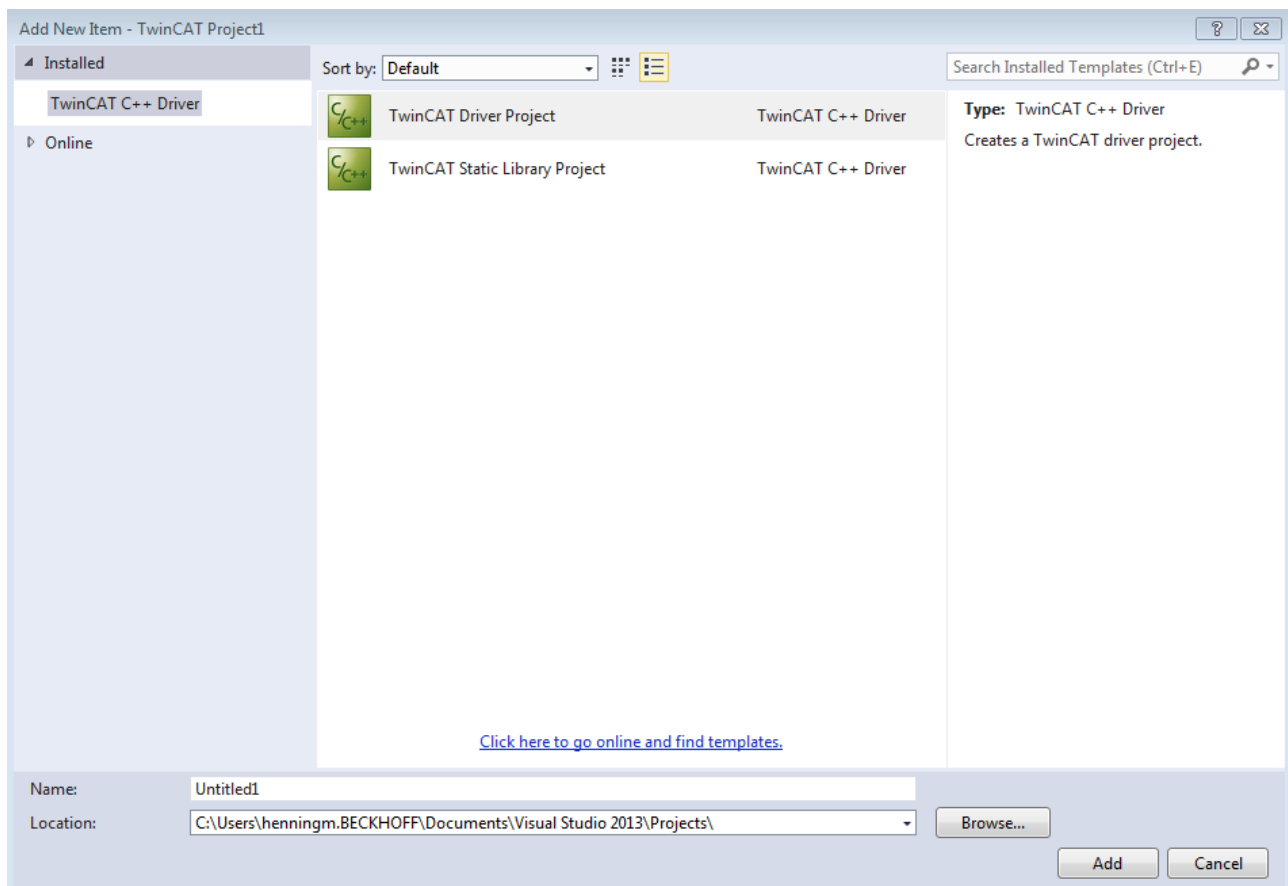 Add New Item - TwinCAT Project1
Installed
Sort by: Default
Search Installed Templates (Ctrl+E)
TwinCAT C++ Driver
Online
C/C++ TwinCAT Driver Project TwinCAT C++ Driver
C/C++ TwinCAT Static Library Project TwinCAT C++ Driver
Type: TwinCAT C++ Driver
Creates a TwinCAT driver project.
Click here to go online and find templates.
Name: Untitled1
Location: C:\Users\henningm.BECKHOFF\Documents\Visual Studio 2013\Projects\ Browse...
Add Cancel